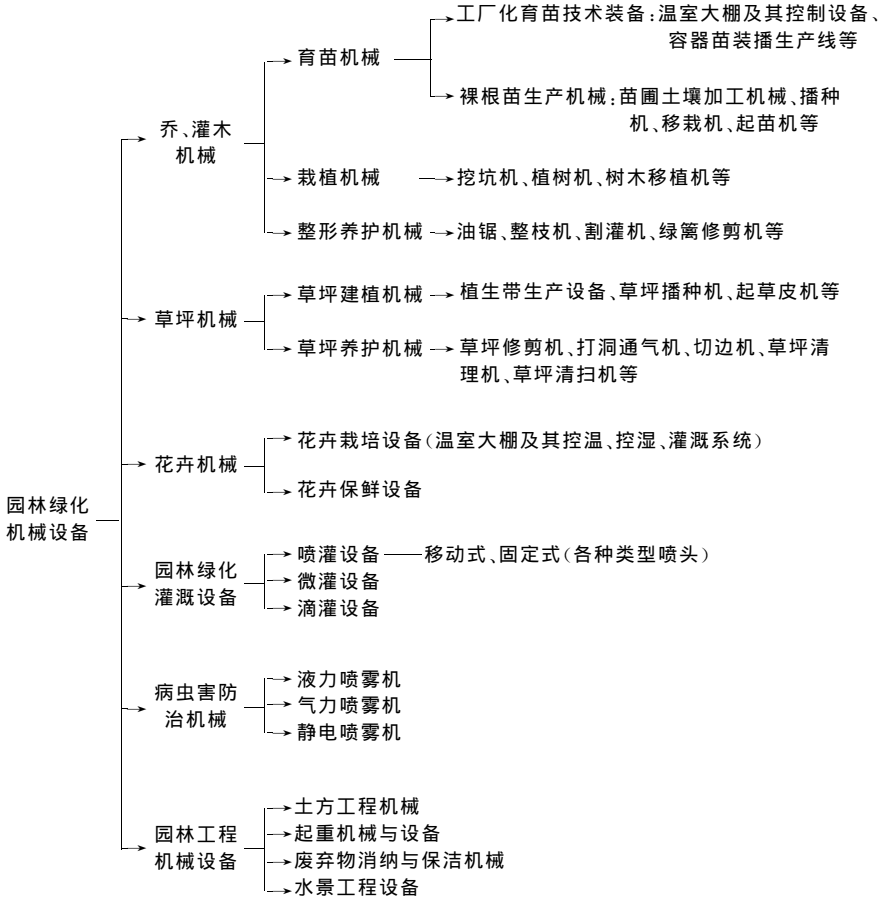 工厂化育苗技术装备:温室大棚及其控制设备、
容器苗装播生产线等
育苗机械
裸根苗生产机械:苗圃土壤加工机械、播种
机、移栽机、起苗机等
乔、灌木
机械
栽植机械
挖坑机、植树机、树木移植机等
整形养护机械
油锯、整枝机、割灌机、绿篱修剪机等
草坪机械
草坪建植机械
植生带生产设备、草坪播种机、起草皮机等
草坪养护机械
草坪修剪机、打洞通气机、切边机、草坪清
理机、草坪清扫机等
花卉机械
花卉栽培设备(温室大棚及其控温、控湿、灌溉系统)
花卉保鲜设备
园林绿化
机械设备
园林绿化
灌溉设备
喷灌设备
移动式、固定式(各种类型喷头)
微灌设备
滴灌设备
病虫害防
治机械
液力喷雾机
气力喷雾机
静电喷雾机
园林工程
机械设备
土方工程机械
起重机械与设备
废弃物消纳与保洁机械
水景工程设备